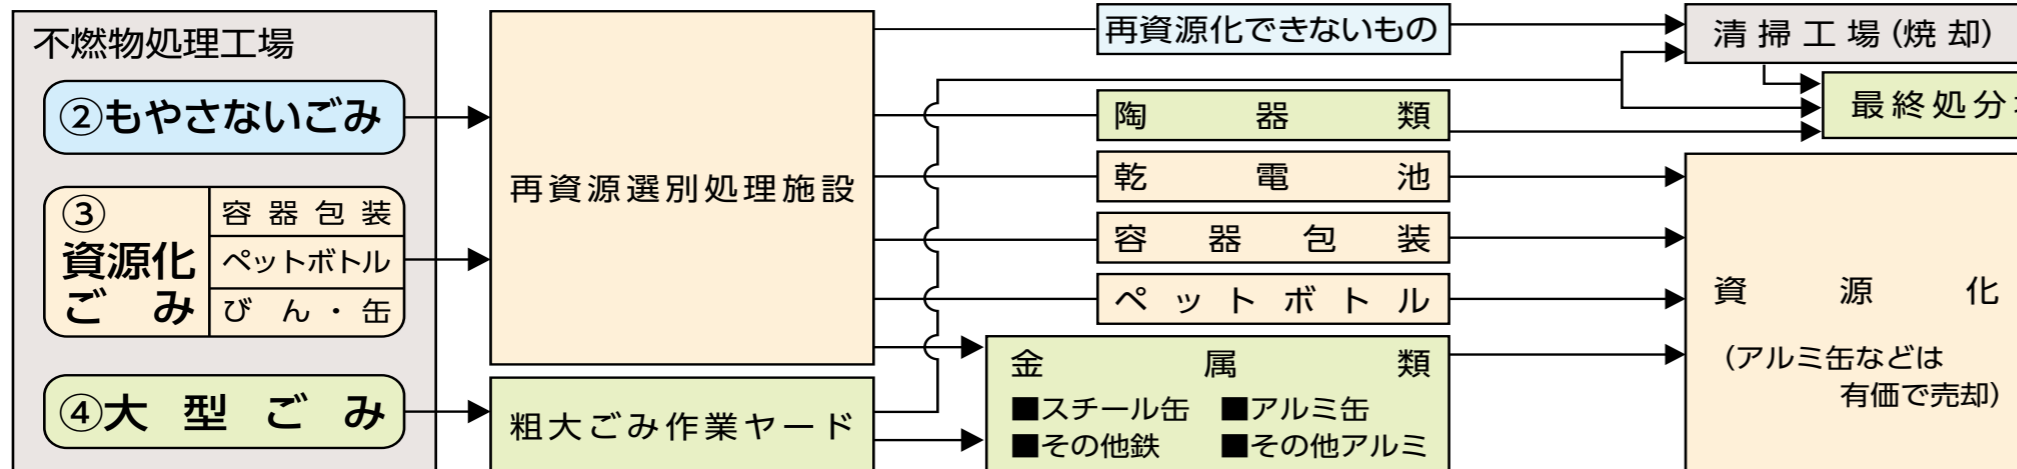 不燃物処理工場
②もやさないごみ
③
資源化
ごみ
容器包装
ペットボトル
びん・缶
④大型ごみ
再資源選別処理施設
粗大ごみ作業ヤード
再資源化できないもの
陶器類
乾電池
容器包装
ペットボトル
金属類
■スチール缶 ■アルミ缶
■その他鉄 ■その他アルミ
清掃工場(焼却)
最終処分
資源化
(アルミ缶などは
有価で売却)